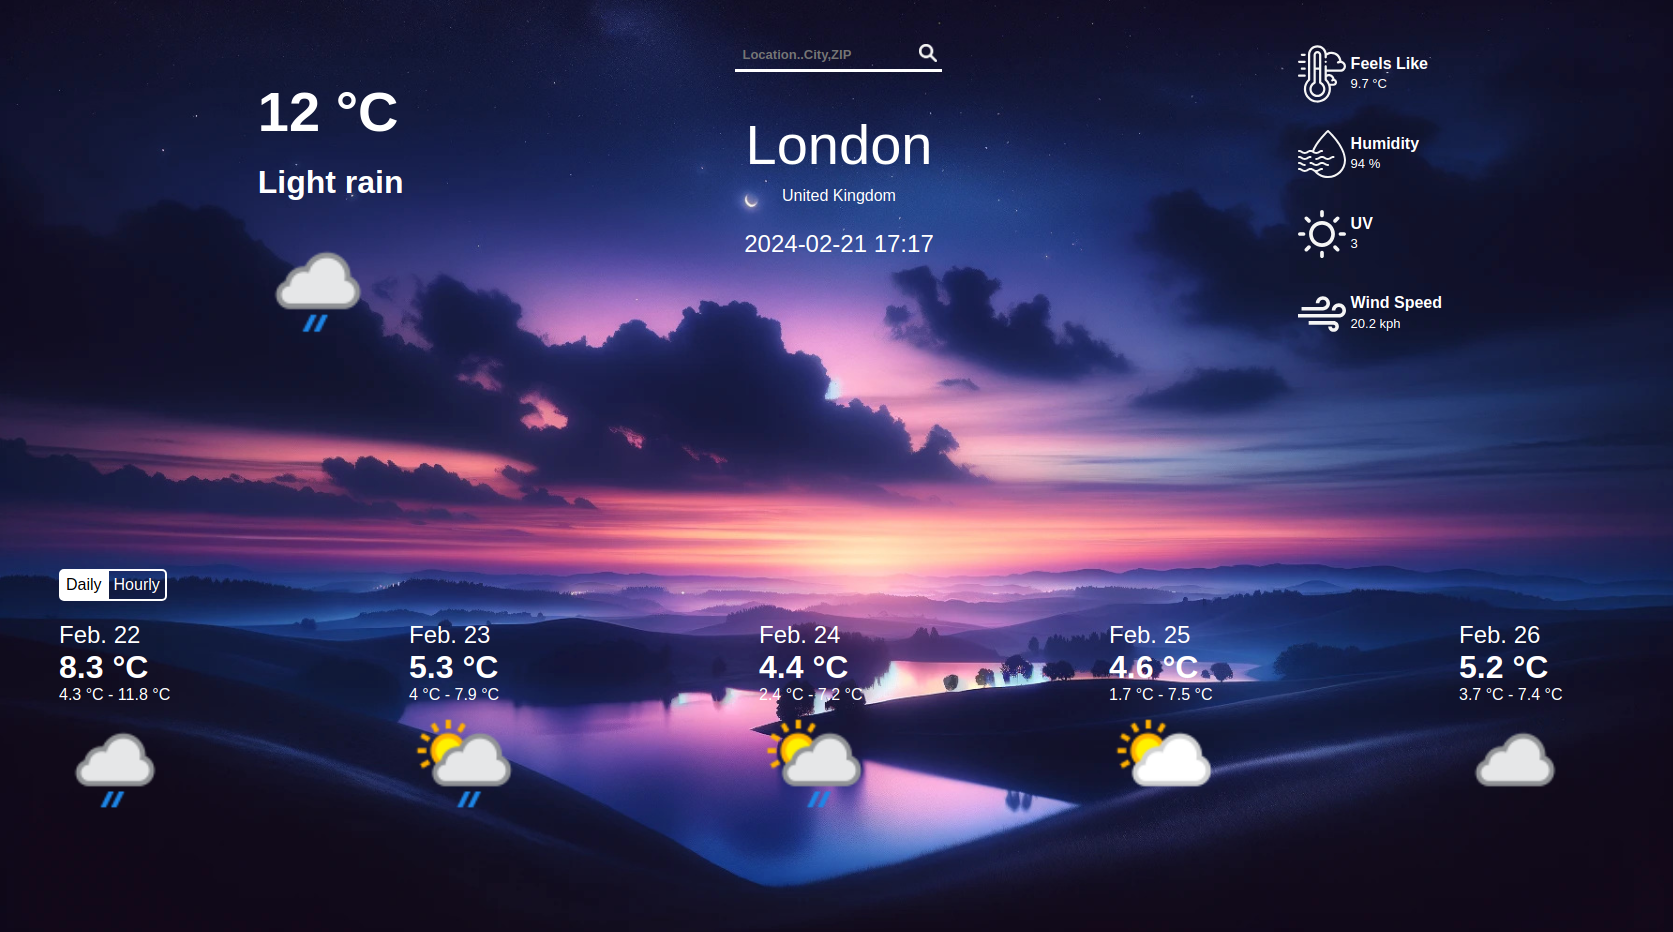 Location..City,ZIP
12 °C
Light rain
London
United Kingdom
2024-02-21 17:17
Feels Like
9.7 °C
Humidity
94 %
UV
3
Wind Speed
20.2 kph
Daily Hourly
Feb. 22
8.3 °C
4.3 °C - 11.8 °C
Feb. 23
5.3 °C
4 °C - 7.9 °C
Feb. 24
4.4 °C
2.4 °C - 7.2 °C
Feb. 25
4.6 °C
1.7 °C - 7.5 °C
Feb. 26
5.2 °C
3.7 °C - 7.4 °C